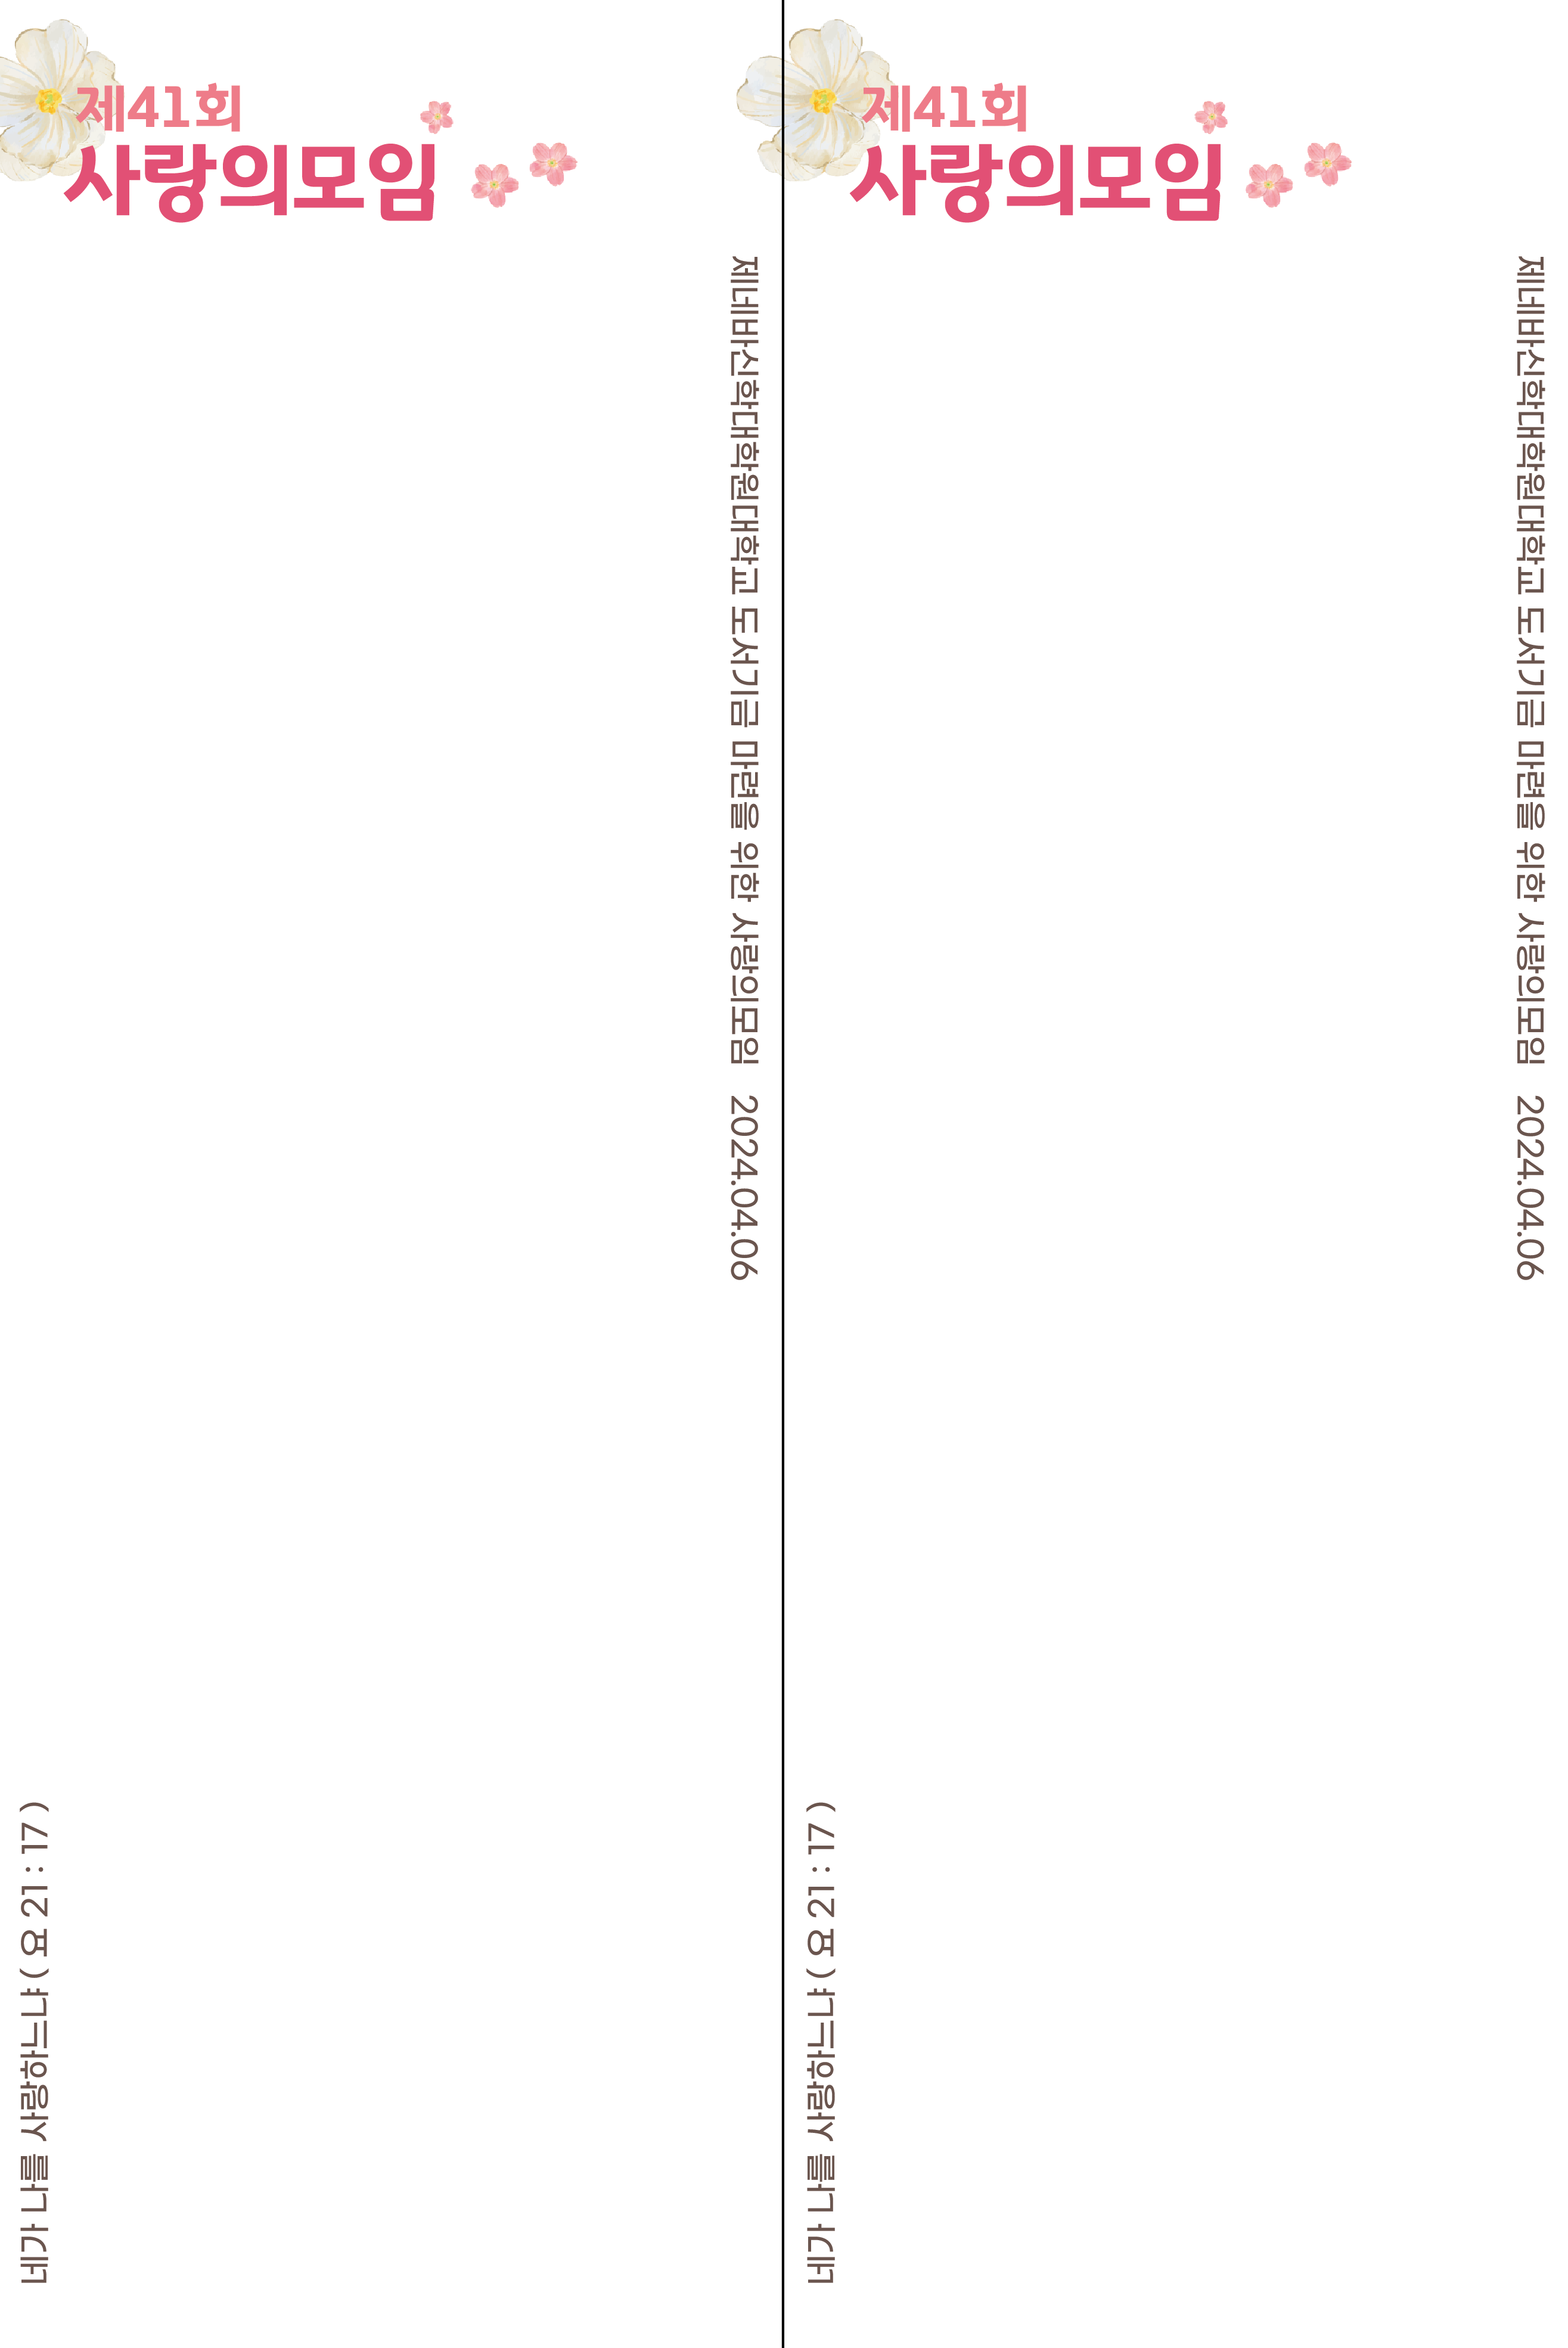 제41회
사랑의모임
제네바신학대학원대학교 도서기금 마련을 위한 사랑의모임 2024.04.06
네가 나를 사랑하느냐 ( 요 21 : 17 )
제41회
사랑의모임
제네바신학대학원대학교 도서기금 마련을 위한 사랑의모임 2024.04.06
네가 나를 사랑하느냐 ( 요 21 : 17 )